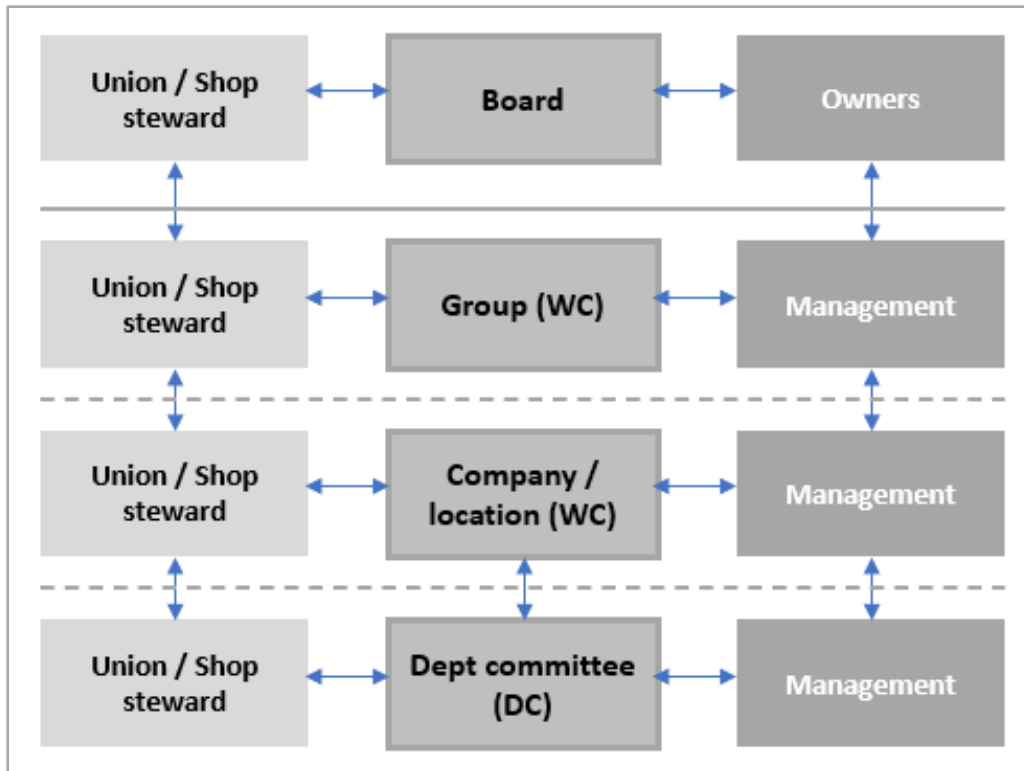 Union / Shop
steward
Board
Owners
Union / Shop
steward
Group (WC)
Management
Union / Shop
steward
Company /
location (WC)
Management
Union / Shop
steward
Dept committee
(DC)
Management